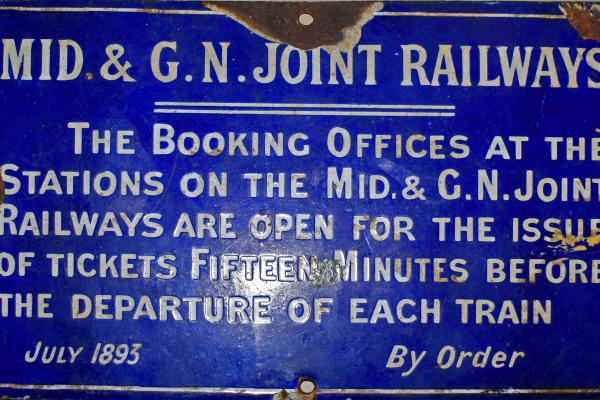 MID. & G.N. JOINT RAILWAYS
THE BOOKING OFFICES AT THE
STATIONS ON THE MID. & G.N. JOINT
RAILWAYS ARE OPEN FOR THE ISSUE
OF TICKETS FIFTEEN MINUTES BEFORE
THE DEPARTURE OF EACH TRAIN
JULY 1893 By Order